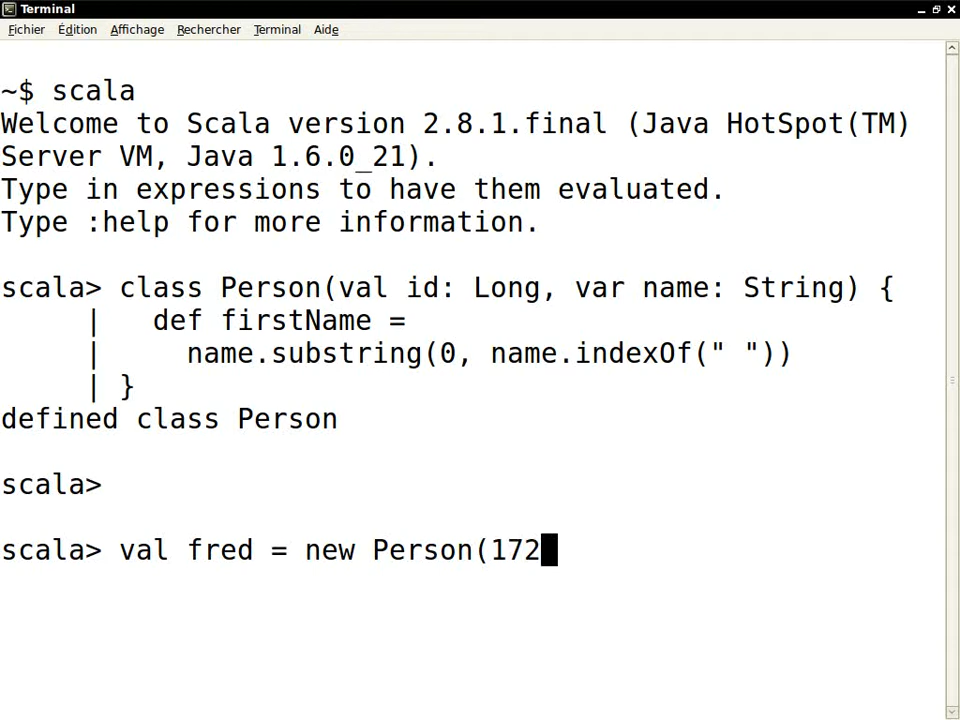 Terminal
Fichier Édition Affichage Rechercher Terminal Aide
~$ scala
Welcome to Scala version 2.8.1.final (Java HotSpot(TM)
Server VM, Java 1.6.0_21).
Type in expressions to have them evaluated.
Type :help for more information.
scala> class Person(val id: Long, var name: String) {
     |   def firstName =
     |     name.substring(0, name.indexOf(" "))
     | }
defined class Person
scala>
scala> val fred = new Person(172